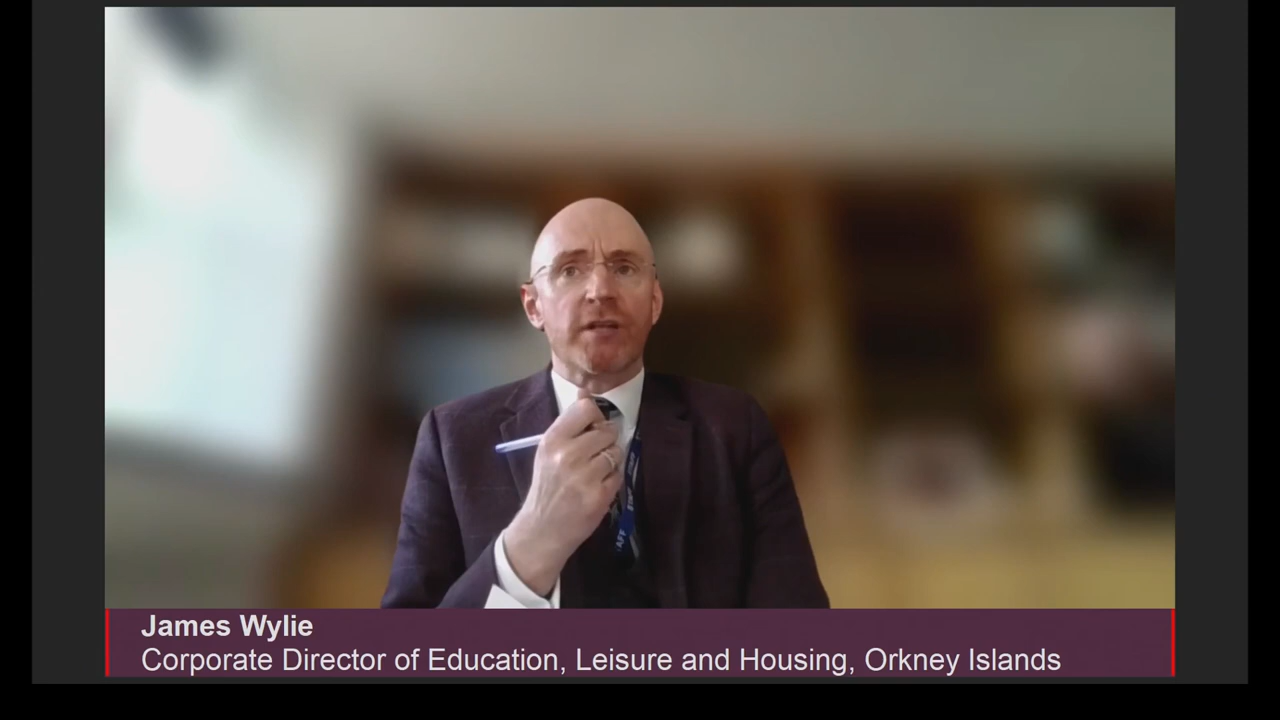 James Wylie
Corporate Director of Education, Leisure and Housing, Orkney Islands